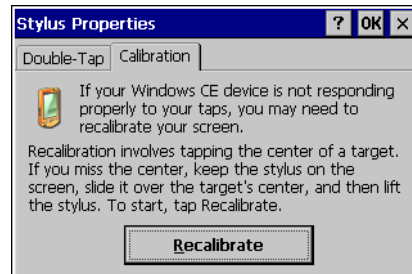 Stylus Properties ? OK ×
Double-Tap Calibration
If your Windows CE device is not responding
properly to your taps, you may need to
recalibrate your screen.
Recalibration involves tapping the center of a target.
If you miss the center, keep the stylus on the
screen, slide it over the target's center, and then lift
the stylus. To start, tap Recalibrate.
Recalibrate